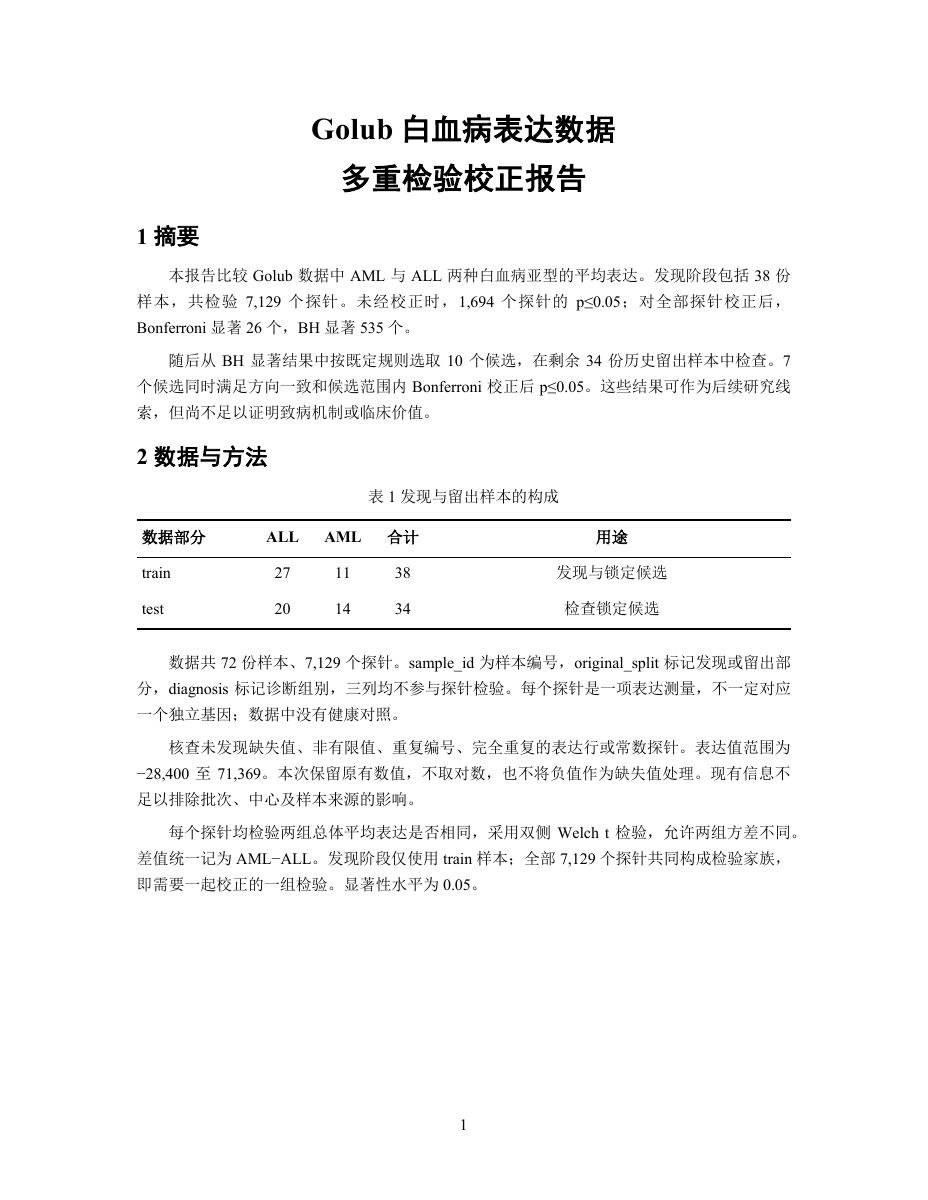 Golub 白血病表达数据
多重检验校正报告
1 摘要
本报告比较 Golub 数据中 AML 与 ALL 两种白血病亚型的平均表达。发现阶段包括 38 份
样本，共检验 7,129 个探针。未经校正时，1,694 个探针的 p≤0.05；对全部探针校正后，
Bonferroni 显著 26 个，BH 显著 535 个。
随后从 BH 显著结果中按既定规则选取 10 个候选，在剩余 34 份历史留出样本中检查。7
个候选同时满足方向一致和候选范围内 Bonferroni 校正后 p≤0.05。这些结果可作为后续研究线
索，但尚不足以证明致病机制或临床价值。
2 数据与方法
表 1 发现与留出样本的构成
数据部分 ALL AML 合计 用途
train 27 11 38 发现与锁定候选
test 20 14 34 检查锁定候选
数据共 72 份样本、7,129 个探针。sample_id 为样本编号，original_split 标记发现或留出部
分，diagnosis 标记诊断组别，三列均不参与探针检验。每个探针是一项表达测量，不一定对应
一个独立基因；数据中没有健康对照。
核查未发现缺失值、非有限值、重复编号、完全重复的表达行或常数探针。表达值范围为
−28,400 至 71,369。本次保留原有数值，不取对数，也不将负值作为缺失值处理。现有信息不
足以排除批次、中心及样本来源的影响。
每个探针均检验两组总体平均表达是否相同，采用双侧 Welch t 检验，允许两组方差不同。
差值统一记为 AML−ALL。发现阶段仅使用 train 样本；全部 7,129 个探针共同构成检验家族，
即需要一起校正的一组检验。显著性水平为 0.05。
1